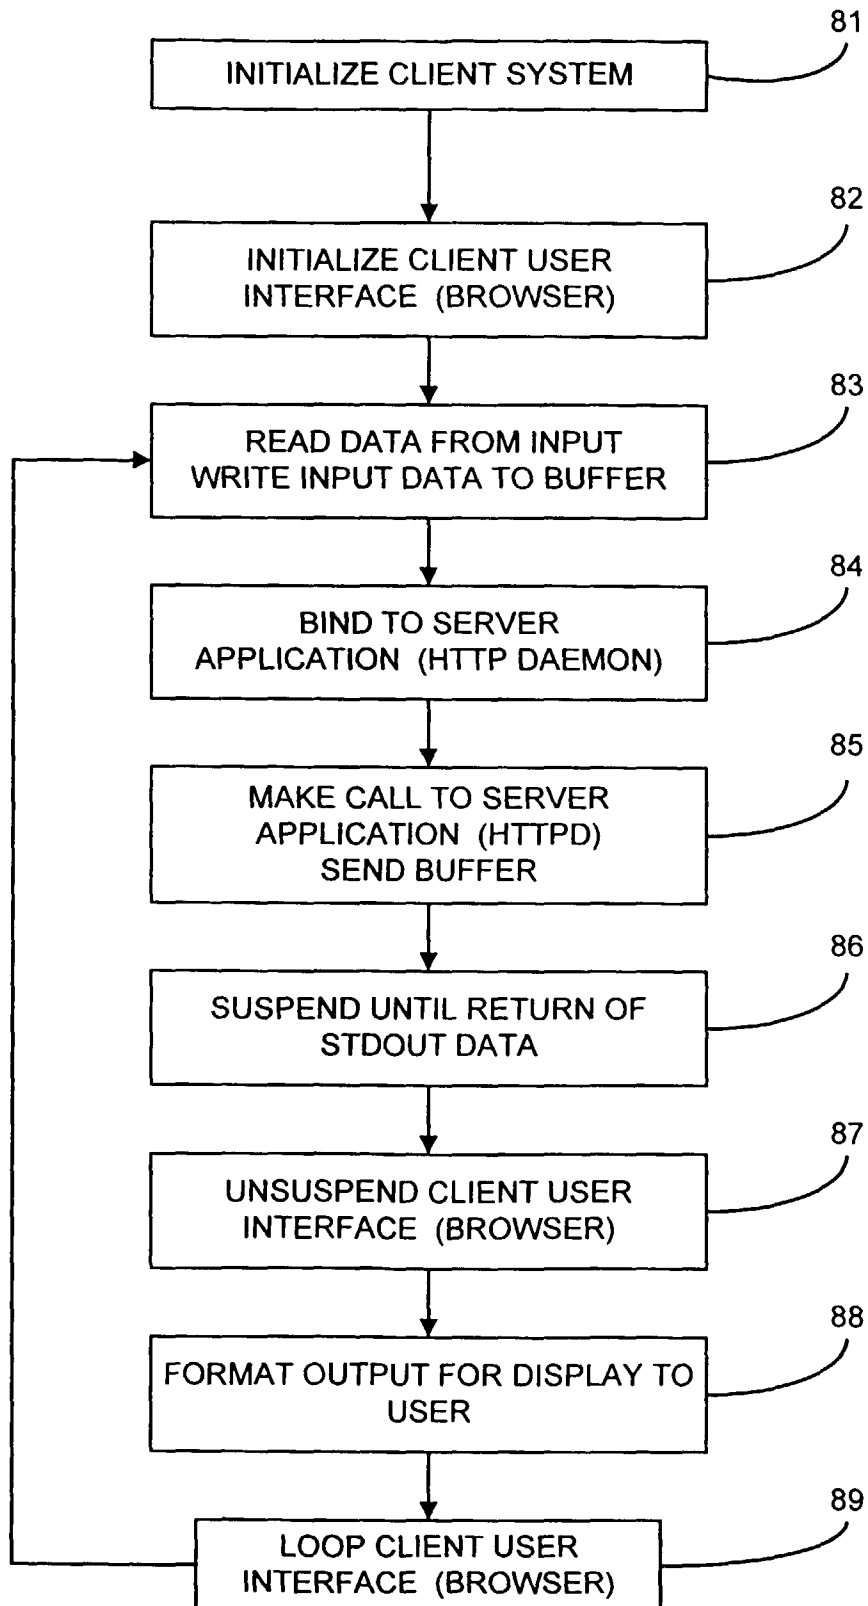 81
INITIALIZE CLIENT SYSTEM
82
INITIALIZE CLIENT USER
INTERFACE (BROWSER)
83
READ DATA FROM INPUT
WRITE INPUT DATA TO BUFFER
84
BIND TO SERVER
APPLICATION (HTTP DAEMON)
85
MAKE CALL TO SERVER
APPLICATION (HTTPD)
SEND BUFFER
86
SUSPEND UNTIL RETURN OF
STDOUT DATA
87
UNSUSPEND CLIENT USER
INTERFACE (BROWSER)
88
FORMAT OUTPUT FOR DISPLAY TO
USER
89
LOOP CLIENT USER
INTERFACE (BROWSER)